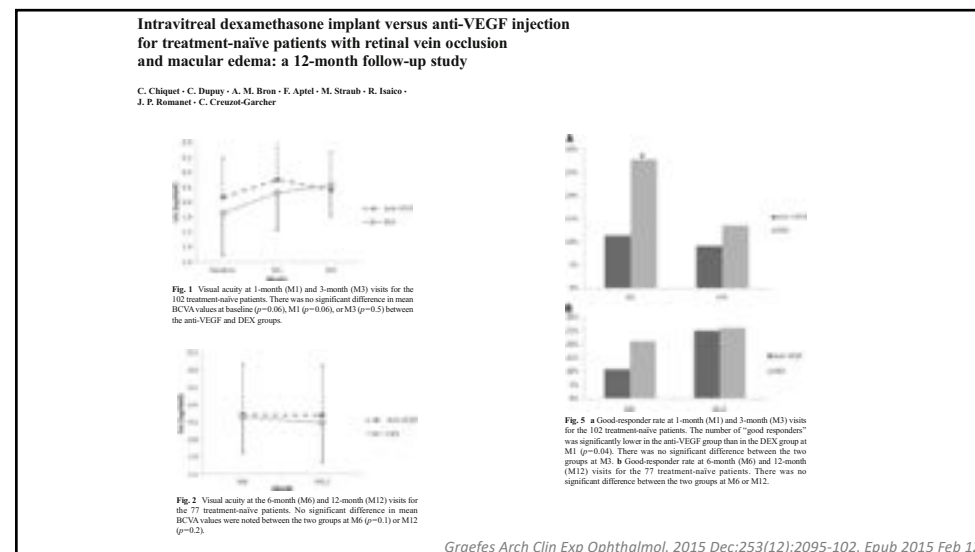 Intravitreal dexamethasone implant versus anti-VEGF injection
for treatment-naïve patients with retinal vein occlusion
and macular edema: a 12-month follow-up study
C. Chiquet · C. Dupuy · A. M. Bron · F. Aptel · M. Straub · R. Isaico ·
J. P. Romanet · C. Creuzot-Garcher
Fig. 1 Visual acuity at 1-month (M1) and 3-month (M3) visits for the
102 treatment-naïve patients. There was no significant difference in mean
BCVA values at baseline (p=0.06), M1 (p=0.06), or M3 (p=0.5) between
the anti-VEGF and DEX groups.
Fig. 2 Visual acuity at the 6-month (M6) and 12-month (M12) visits for
the 77 treatment-naïve patients. No significant difference in mean
BCVA values were noted between the two groups at M6 (p=0.1) or M12
(p=0.2).
Fig. 5 a Good-responder rate at 1-month (M1) and 3-month (M3) visits
for the 102 treatment-naïve patients. The number of "good responders"
was significantly lower in the anti-VEGF group than in the DEX group at
M1 (p=0.04). There was no significant difference between the two
groups at M3. b Good-responder rate at 6-month (M6) and 12-month
(M12) visits for the 77 treatment-naïve patients. There was no
significant difference between the two groups at M6 or M12.
Graefes Arch Clin Exp Ophthalmol. 2015 Dec;253(12):2095-102. Epub 2015 Feb 12